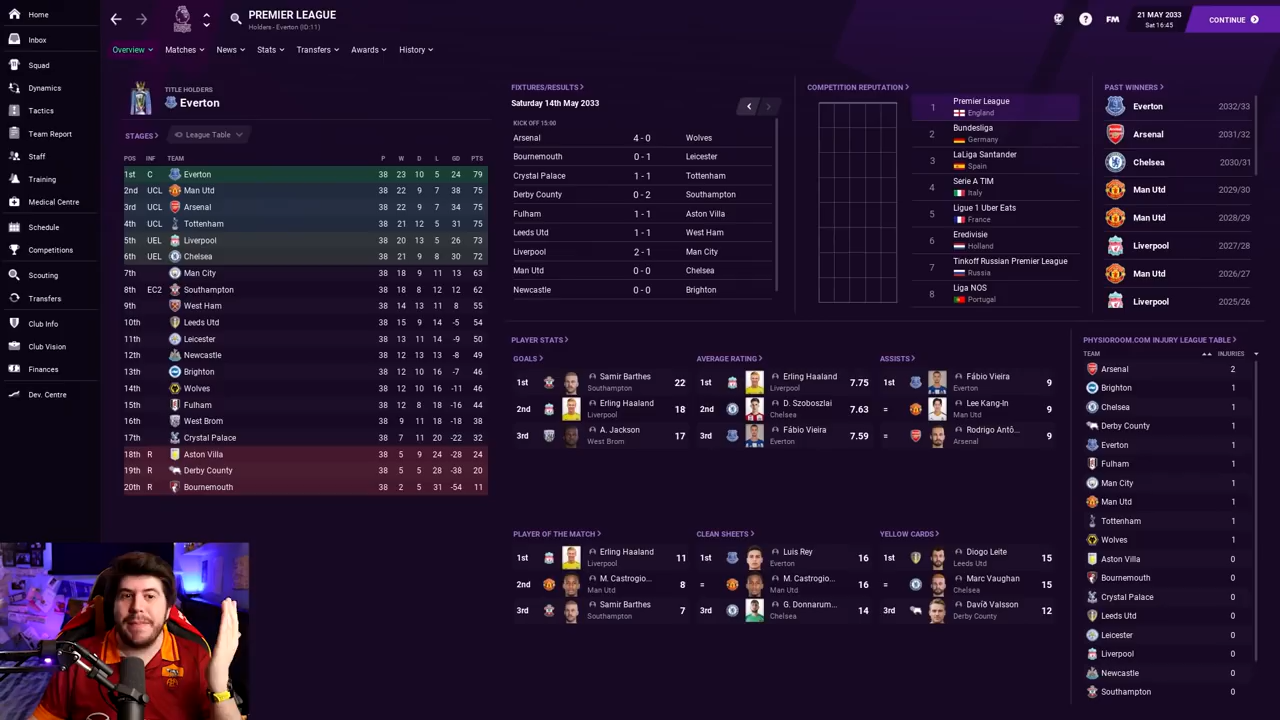 Home
Inbox
Squad
Dynamics
Tactics
Team Report
Staff
Training
Medical Centre
Schedule
Competitions
Scouting
Transfers
Club Info
Club Vision
Finances
Dev. Centre
PREMIER LEAGUE
Holders - Everton (ID:11)
?
FM
21 MAY 2033
Sat 16:45
CONTINUE
Overview
Matches
News
Stats
Transfers
Awards
History
TITLE HOLDERS
Everton
STAGES
League Table
POS INF TEAM P W D L GD PTS
1st C Everton 38 23 10 5 24 79
2nd UCL Man Utd 38 22 9 7 38 75
3rd UCL Arsenal 38 22 9 7 34 75
4th UCL Tottenham 38 21 12 5 31 75
5th UEL Liverpool 38 20 13 5 26 73
6th UEL Chelsea 38 21 9 8 30 72
7th Man City 38 18 9 11 13 63
8th EC2 Southampton 38 18 8 12 12 62
9th West Ham 38 14 13 11 8 55
10th Leeds Utd 38 15 9 14 -5 54
11th Leicester 38 13 11 14 -9 50
12th Newcastle 38 12 13 13 -8 49
13th Brighton 38 12 10 16 -7 46
14th Wolves 38 12 10 16 -11 46
15th Fulham 38 12 8 18 -16 44
16th West Brom 38 9 11 18 -18 38
17th Crystal Palace 38 7 11 20 -22 32
18th R Aston Villa 38 5 9 24 -28 24
19th R Derby County 38 5 5 28 -38 20
20th R Bournemouth 38 2 5 31 -54 11
FIXTURES/RESULTS
Saturday 14th May 2033
KICK OFF 15:00
Arsenal 4 - 0 Wolves
Bournemouth 0 - 1 Leicester
Crystal Palace 1 - 1 Tottenham
Derby County 0 - 2 Southampton
Fulham 1 - 1 Aston Villa
Leeds Utd 1 - 1 West Ham
Liverpool 2 - 1 Man City
Man Utd 0 - 0 Chelsea
Newcastle 0 - 0 Brighton
COMPETITION REPUTATION
1 Premier League
England
2 Bundesliga
Germany
3 LaLiga Santander
Spain
4 Serie A TIM
Italy
5 Ligue 1 Uber Eats
France
6 Eredivisie
Holland
7 Tinkoff Russian Premier League
Russia
8 Liga NOS
Portugal
PAST WINNERS
Everton 2032/33
Arsenal 2031/32
Chelsea 2030/31
Man Utd 2029/30
Man Utd 2028/29
Liverpool 2027/28
Man Utd 2026/27
Liverpool 2025/26
PLAYER STATS
GOALS
1st Samir Barthes 22
Southampton
2nd Erling Haaland 18
Liverpool
3rd A. Jackson 17
West Brom
AVERAGE RATING
1st Erling Haaland 7.75
Liverpool
2nd D. Szoboszlai 7.63
Chelsea
3rd Fábio Vieira 7.59
Everton
ASSISTS
1st Fábio Vieira 9
Everton
= Lee Kang-In 9
Man Utd
= Rodrigo Antô... 9
Arsenal
PLAYER OF THE MATCH
1st Erling Haaland 11
Liverpool
2nd M. Castrogio... 8
Man Utd
3rd Samir Barthes 7
Southampton
CLEAN SHEETS
1st Luis Rey 16
Everton
= M. Castrogio... 16
Man Utd
3rd G. Donnarum... 14
Chelsea
YELLOW CARDS
1st Diogo Leite 15
Leeds Utd
= Marc Vaughan 15
Chelsea
3rd Davíð Valsson 12
Derby County
PHYSIOROOM.COM INJURY LEAGUE TABLE
TEAM INJURIES
Arsenal 2
Brighton 1
Chelsea 1
Derby County 1
Everton 1
Fulham 1
Man City 1
Man Utd 1
Tottenham 1
Wolves 1
Aston Villa 0
Bournemouth 0
Crystal Palace 0
Leeds Utd 0
Leicester 0
Liverpool 0
Newcastle 0
Southampton 0